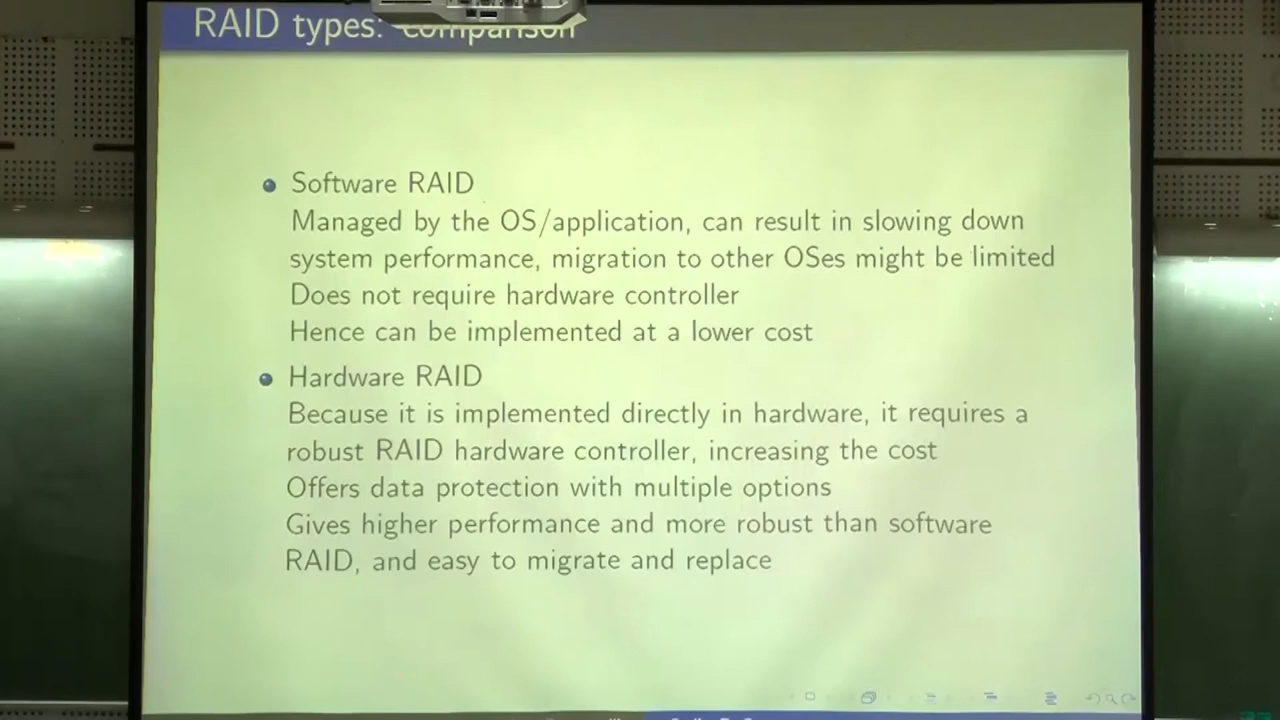 RAID types: comparison
Software RAID
Managed by the OS/application, can result in slowing down
system performance, migration to other OSes might be limited
Does not require hardware controller
Hence can be implemented at a lower cost
Hardware RAID
Because it is implemented directly in hardware, it requires a
robust RAID hardware controller, increasing the cost
Offers data protection with multiple options
Gives higher performance and more robust than software
RAID, and easy to migrate and replace